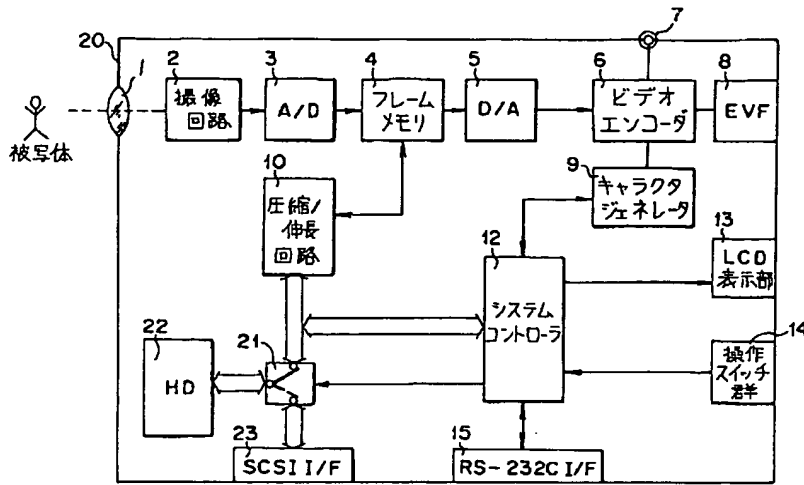 20
1
被写体
2
撮像
回路
3
A/D
4
フレーム
メモリ
5
D/A
6
ビデオ
エンコーダ
7
8
EVF
9
キャラクタ
ジェネレータ
10
圧縮/
伸長
回路
12
システム
コントローラ
13
LCD
表示部
14
操作
スイッチ
群
22
HD
21
23
SCSI I/F
15
RS-232C I/F